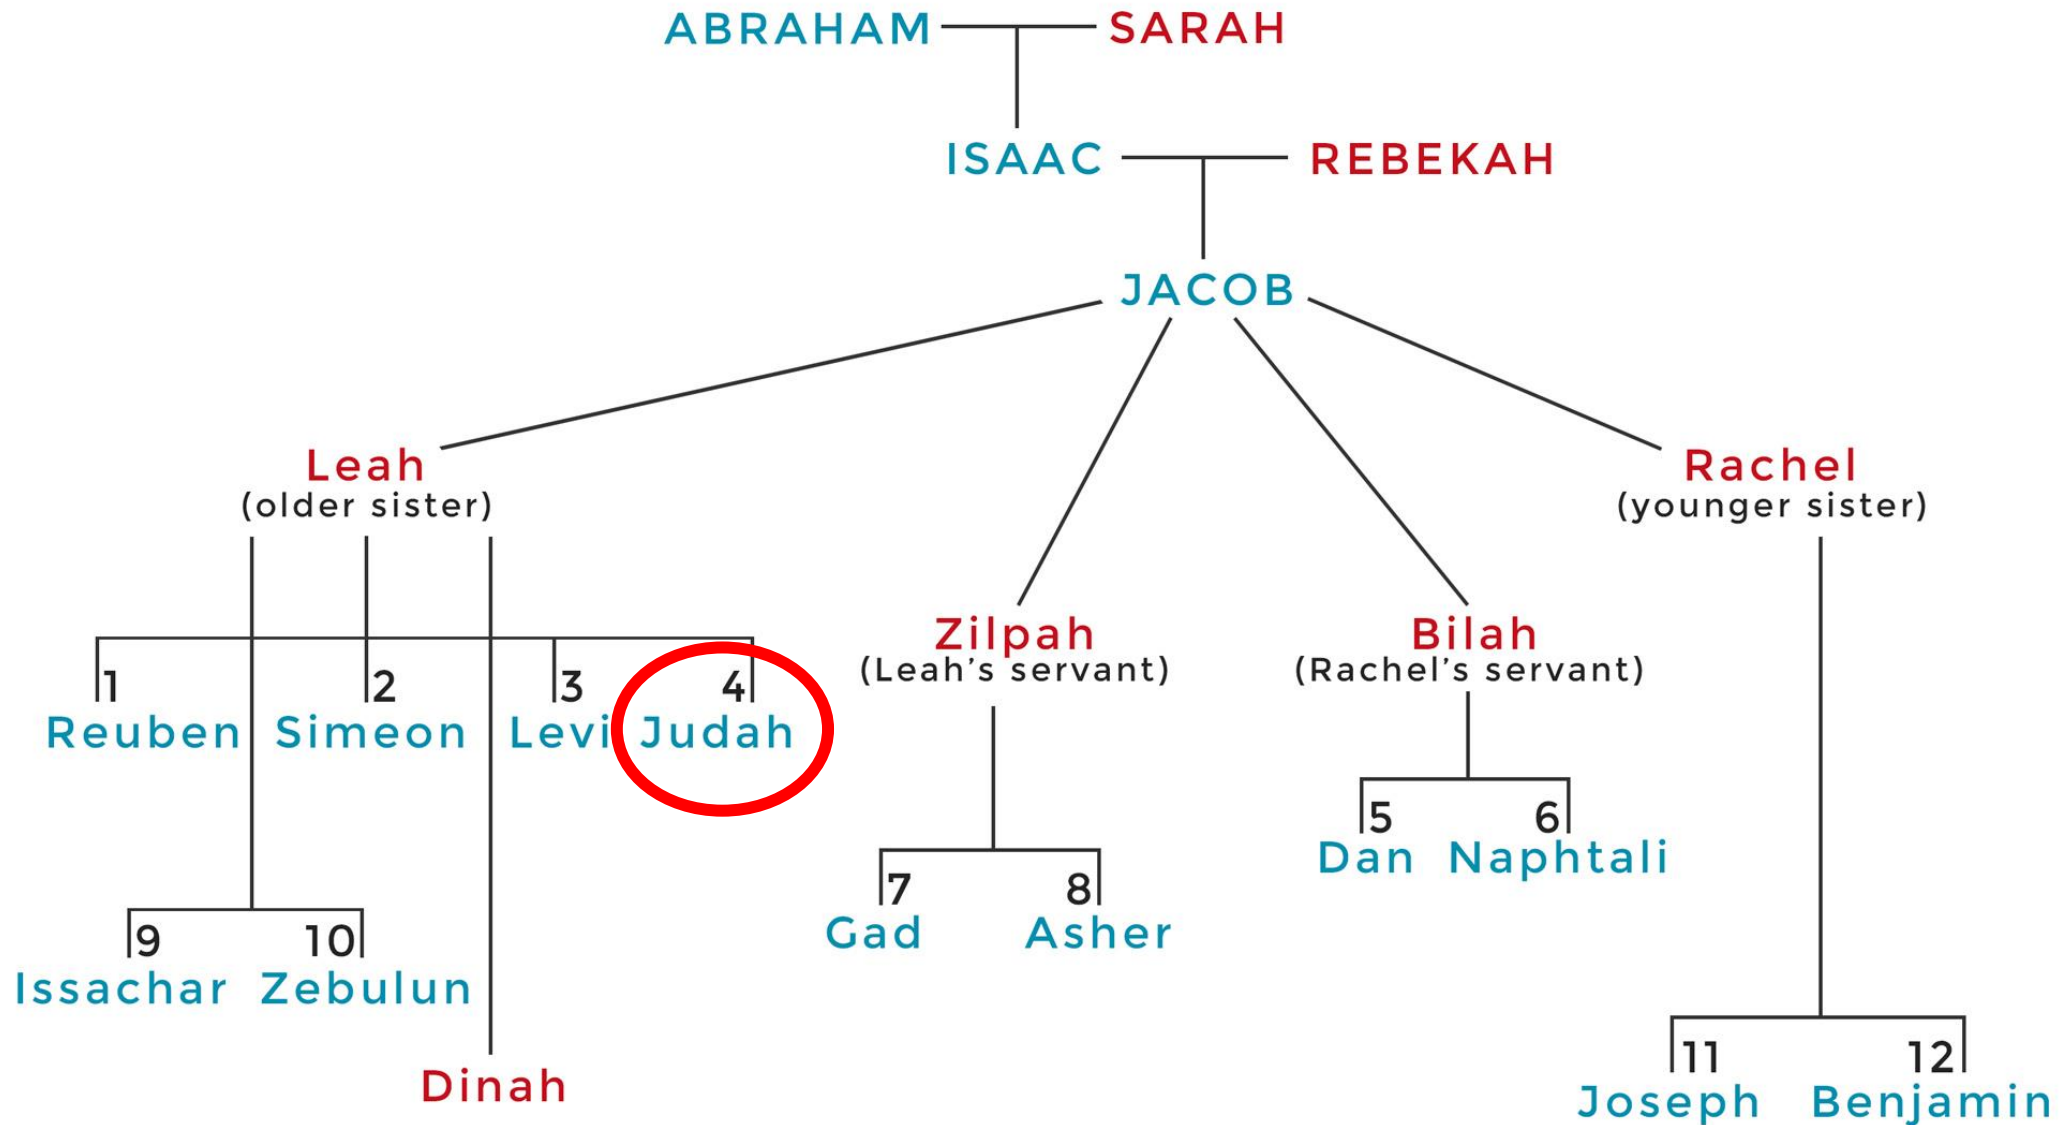 ABRAHAM SARAH
ISAAC REBEKAH
JACOB
Leah
(older sister)
Rachel
(younger sister)
Zilpah
(Leah's servant)
Bilah
(Rachel's servant)
1 2 3 4
Reuben Simeon Levi Judah
5 6
Dan Naphtali
7 8
Gad Asher
9 10
Issachar Zebulun
Dinah
11 12
Joseph Benjamin